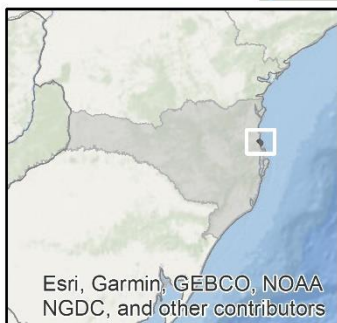 Esri, Garmin, GEBCO, NOAA
NGDC, and other contributors